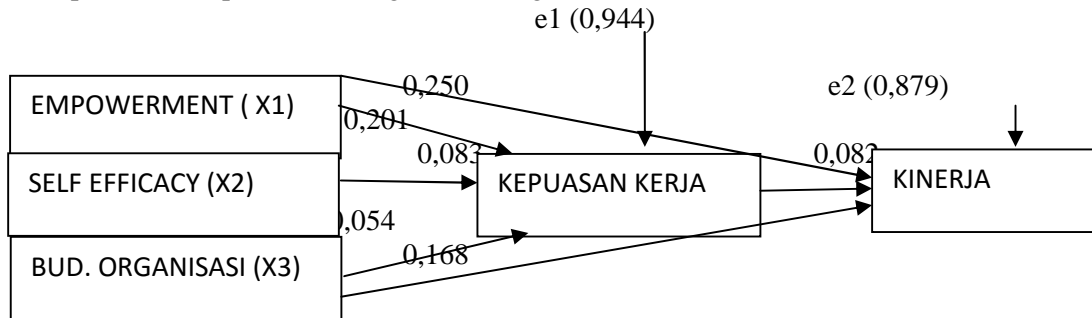 e1 (0,944)
0,250
e2 (0,879)
EMPOWERMENT ( X1)
0,201
0,083
0,082
SELF EFFICACY (X2)
KEPUASAN KERJA
KINERJA
,054
0,168
BUD. ORGANISASI (X3)